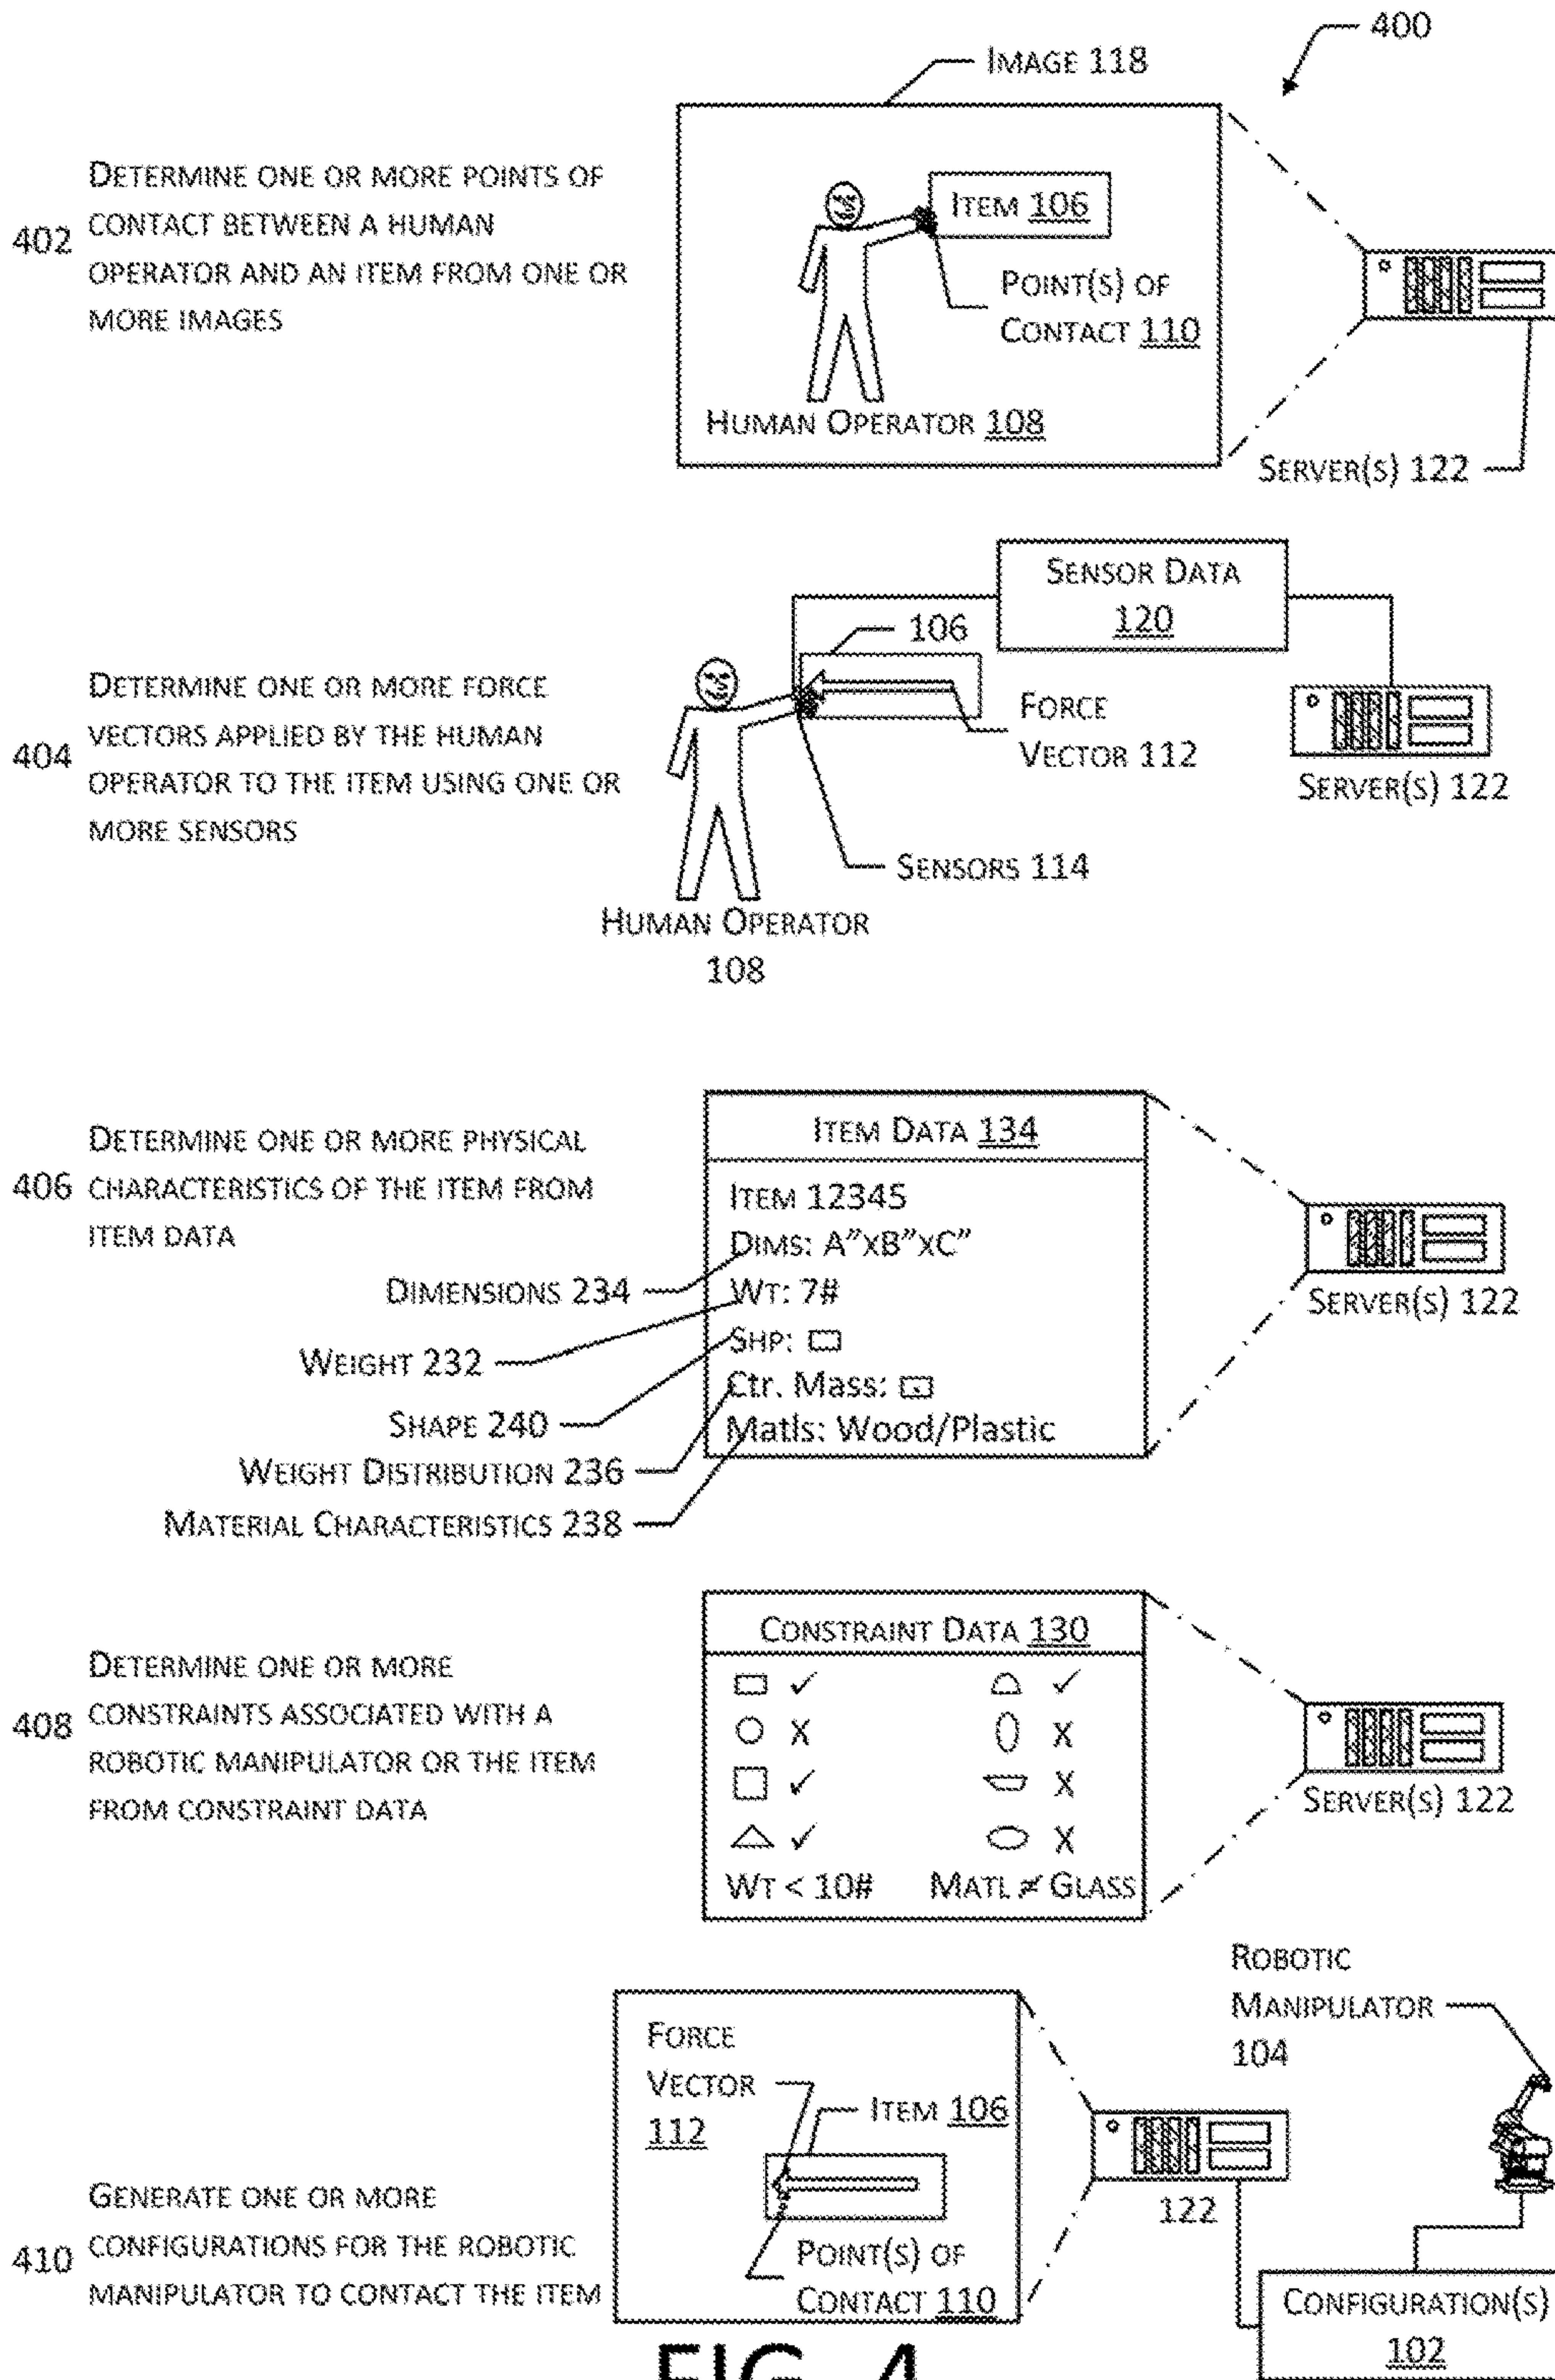 400
IMAGE 118
402
DETERMINE ONE OR MORE POINTS OF
CONTACT BETWEEN A HUMAN
OPERATOR AND AN ITEM FROM ONE OR
MORE IMAGES
ITEM 106
POINT(S) OF
CONTACT 110
HUMAN OPERATOR 108
SERVER(S) 122
404
DETERMINE ONE OR MORE FORCE
VECTORS APPLIED BY THE HUMAN
OPERATOR TO THE ITEM USING ONE OR
MORE SENSORS
SENSOR DATA
120
106
FORCE
VECTOR 112
SERVER(S) 122
SENSORS 114
HUMAN OPERATOR
108
406
DETERMINE ONE OR MORE PHYSICAL
CHARACTERISTICS OF THE ITEM FROM
ITEM DATA
ITEM DATA 134
ITEM 12345
DIMS: A”XB”XC”
WT: 7#
SHP:
Ctr. Mass:
Matls: Wood/Plastic
DIMENSIONS 234
WEIGHT 232
SHAPE 240
WEIGHT DISTRIBUTION 236
MATERIAL CHARACTERISTICS 238
SERVER(S) 122
408
DETERMINE ONE OR MORE
CONSTRAINTS ASSOCIATED WITH A
ROBOTIC MANIPULATOR OR THE ITEM
FROM CONSTRAINT DATA
CONSTRAINT DATA 130
✓ ✓
X X
✓ X
✓ X
WT < 10# MATL ≠ GLASS
SERVER(S) 122
410
GENERATE ONE OR MORE
CONFIGURATIONS FOR THE ROBOTIC
MANIPULATOR TO CONTACT THE ITEM
FORCE
VECTOR
112
ITEM 106
POINT(S) OF
CONTACT 110
122
ROBOTIC
MANIPULATOR
104
CONFIGURATION(S)
102
FIG. 4